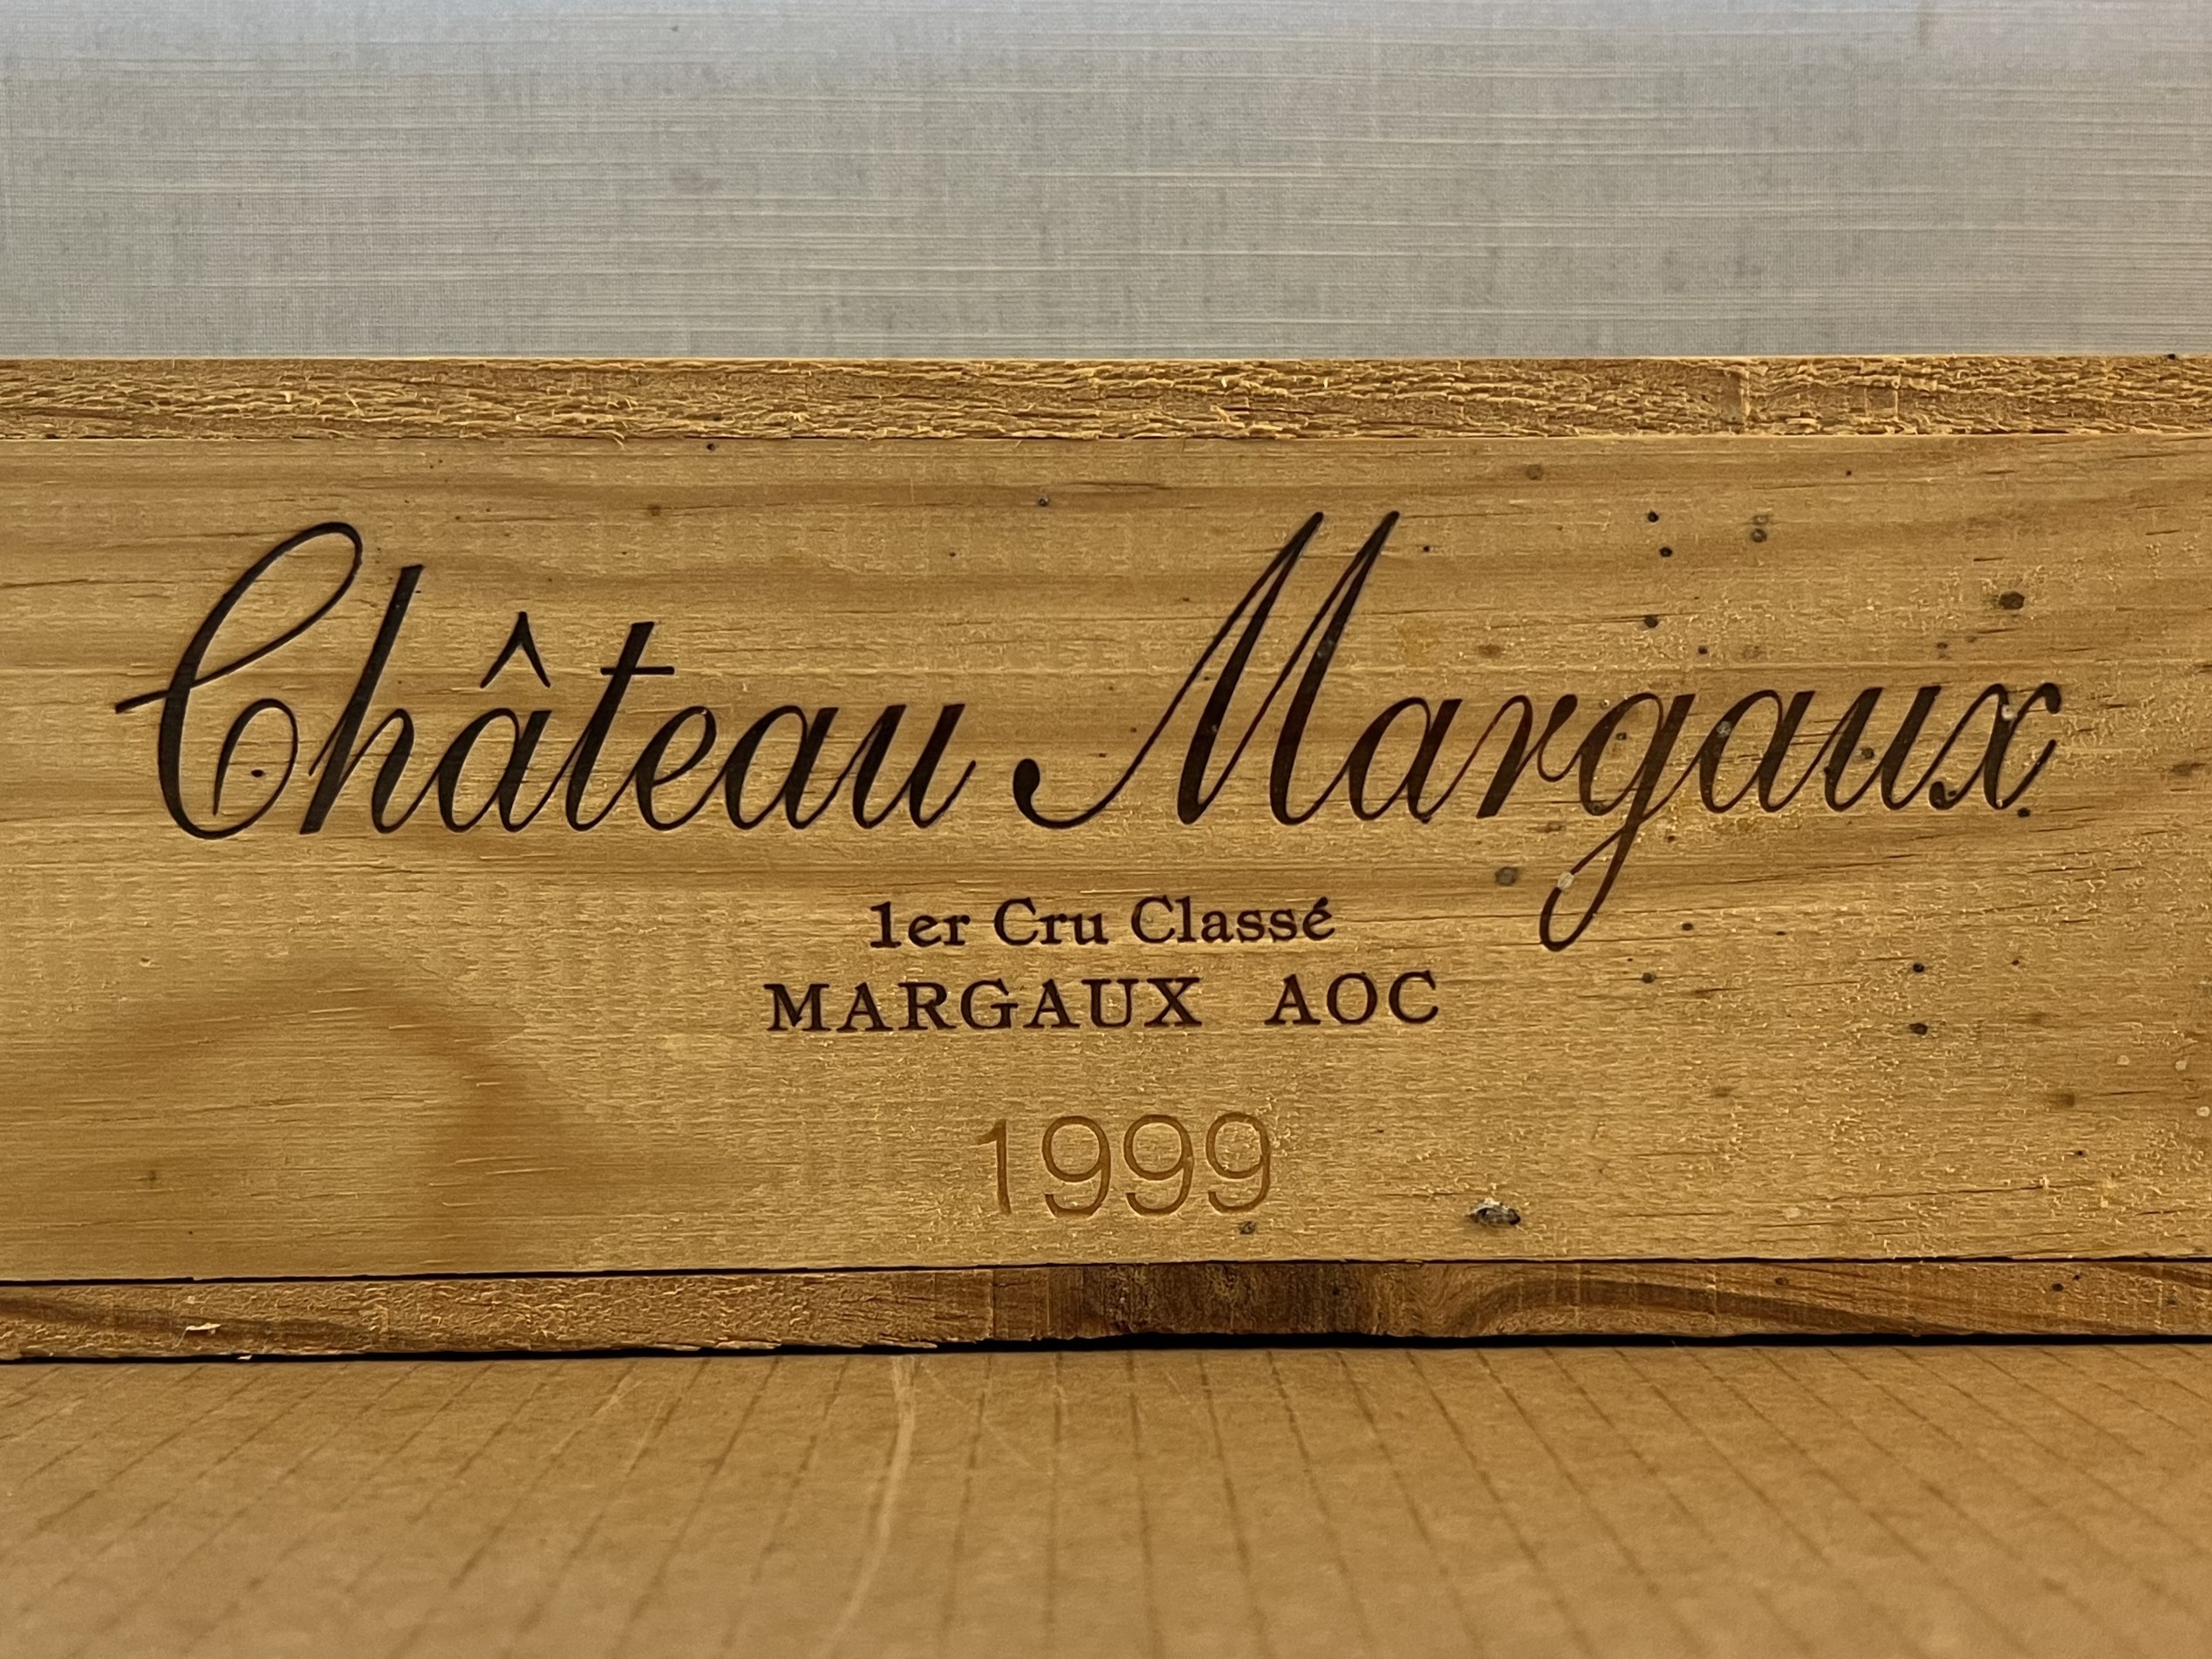 Château Margaux
1er Cru Classé
MARGAUX AOC
1999